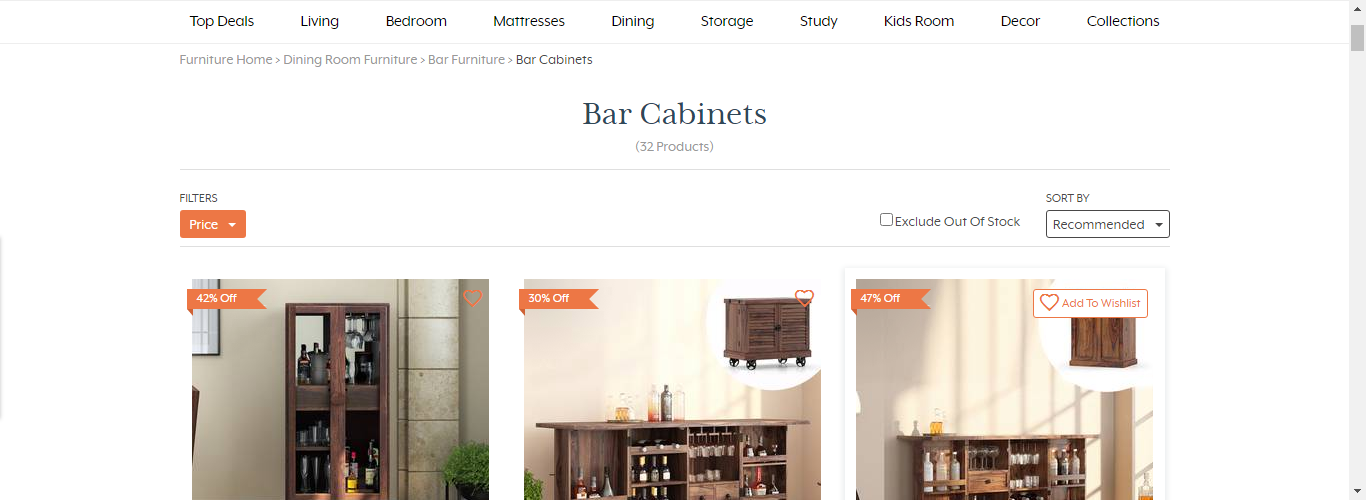 Top Deals Living Bedroom Mattresses Dining Storage Study Kids Room Decor Collections
Furniture Home > Dining Room Furniture > Bar Furniture > Bar Cabinets
Bar Cabinets
(32 Products)
FILTERS
Price
Exclude Out Of Stock
SORT BY
Recommended
42% Off
30% Off
47% Off
Add To Wishlist